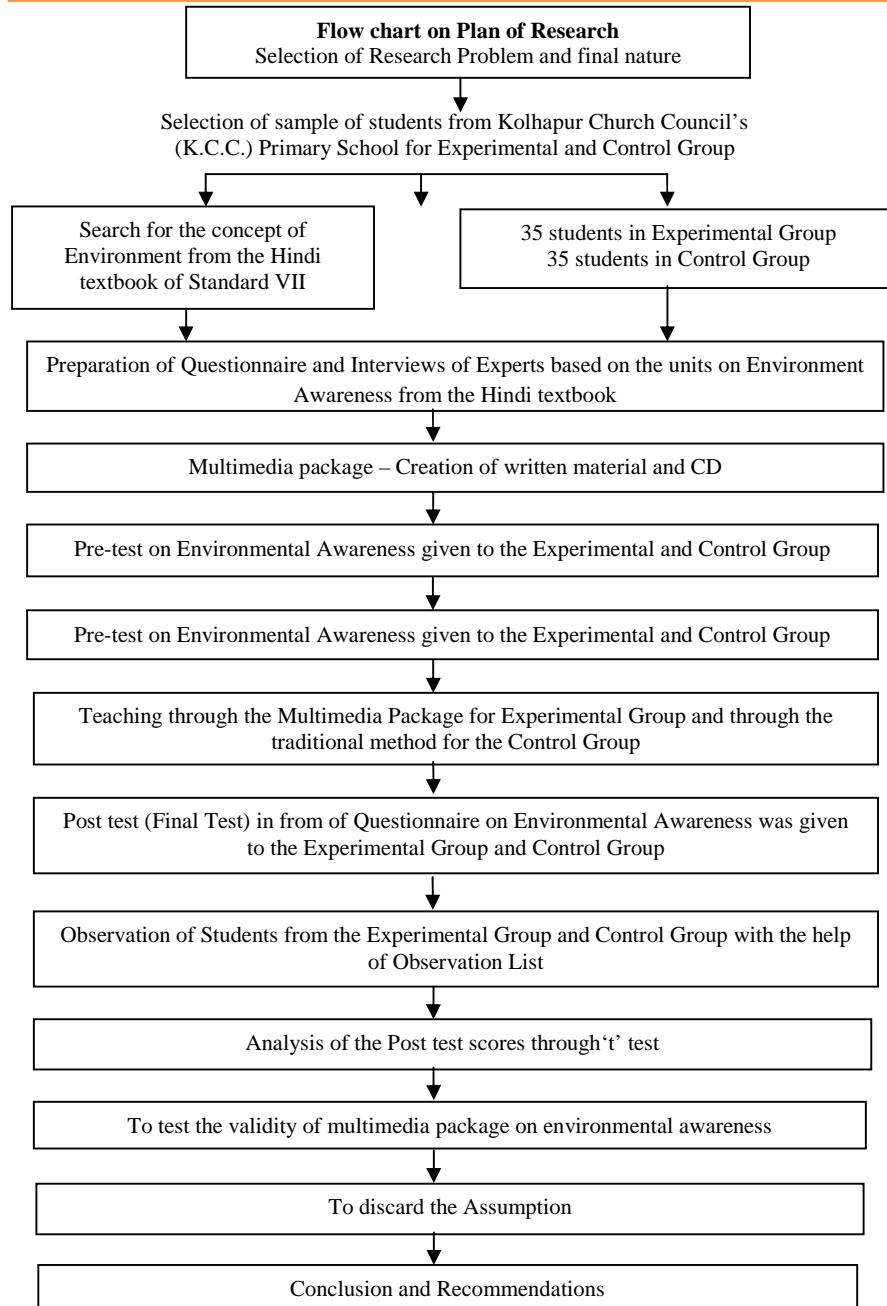 Flow chart on Plan of Research
Selection of Research Problem and final nature
Selection of sample of students from Kolhapur Church Council’s
(K.C.C.) Primary School for Experimental and Control Group
Search for the concept of
Environment from the Hindi
textbook of Standard VII
35 students in Experimental Group
35 students in Control Group
Preparation of Questionnaire and Interviews of Experts based on the units on Environment
Awareness from the Hindi textbook
Multimedia package – Creation of written material and CD
Pre-test on Environmental Awareness given to the Experimental and Control Group
Pre-test on Environmental Awareness given to the Experimental and Control Group
Teaching through the Multimedia Package for Experimental Group and through the
traditional method for the Control Group
Post test (Final Test) in from of Questionnaire on Environmental Awareness was given
to the Experimental Group and Control Group
Observation of Students from the Experimental Group and Control Group with the help
of Observation List
Analysis of the Post test scores through‘t’ test
To test the validity of multimedia package on environmental awareness
To discard the Assumption
Conclusion and Recommendations